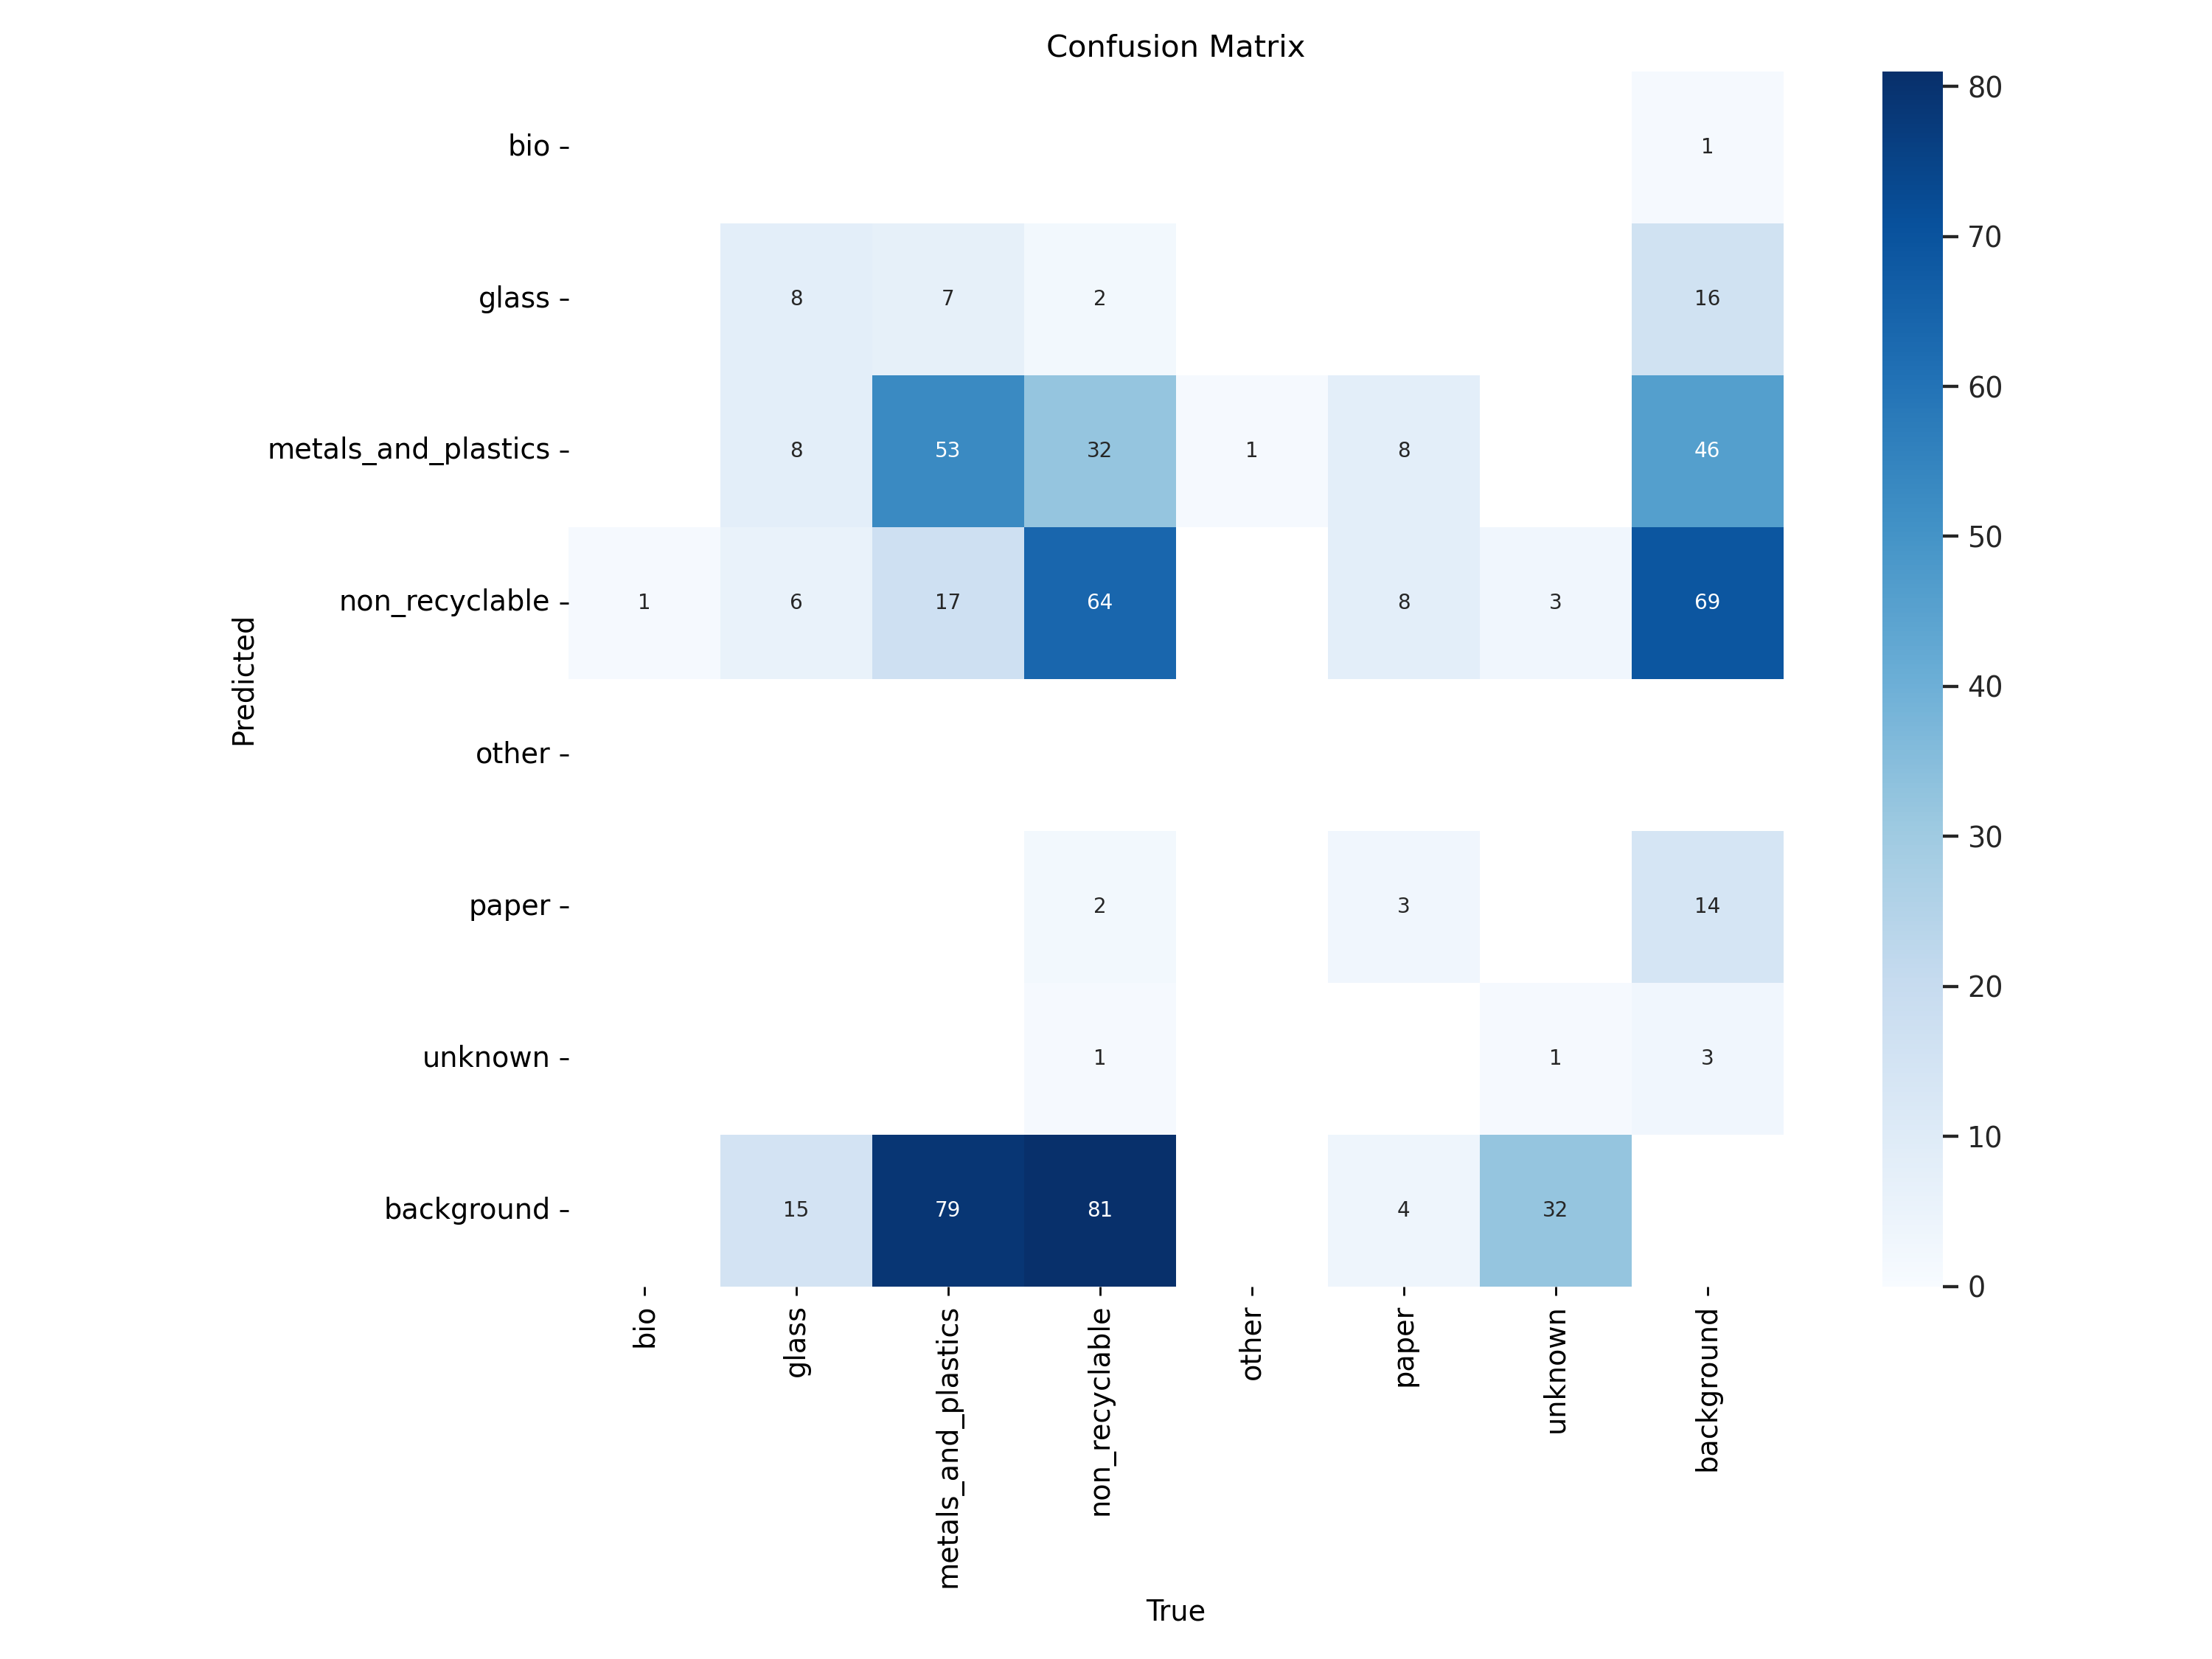 Confusion Matrix
bio
1
80
glass
8 7 2 16
70
metals_and_plastics
8 53 32 1 8 46
60
non_recyclable
1 6 17 64 8 3 69
50
Predicted
other
40
paper
2 3 14
30
unknown
1 1 3
20
background
15 79 81 4 32
10
0
bio
glass
metals_and_plastics
non_recyclable
other
paper
unknown
background
True